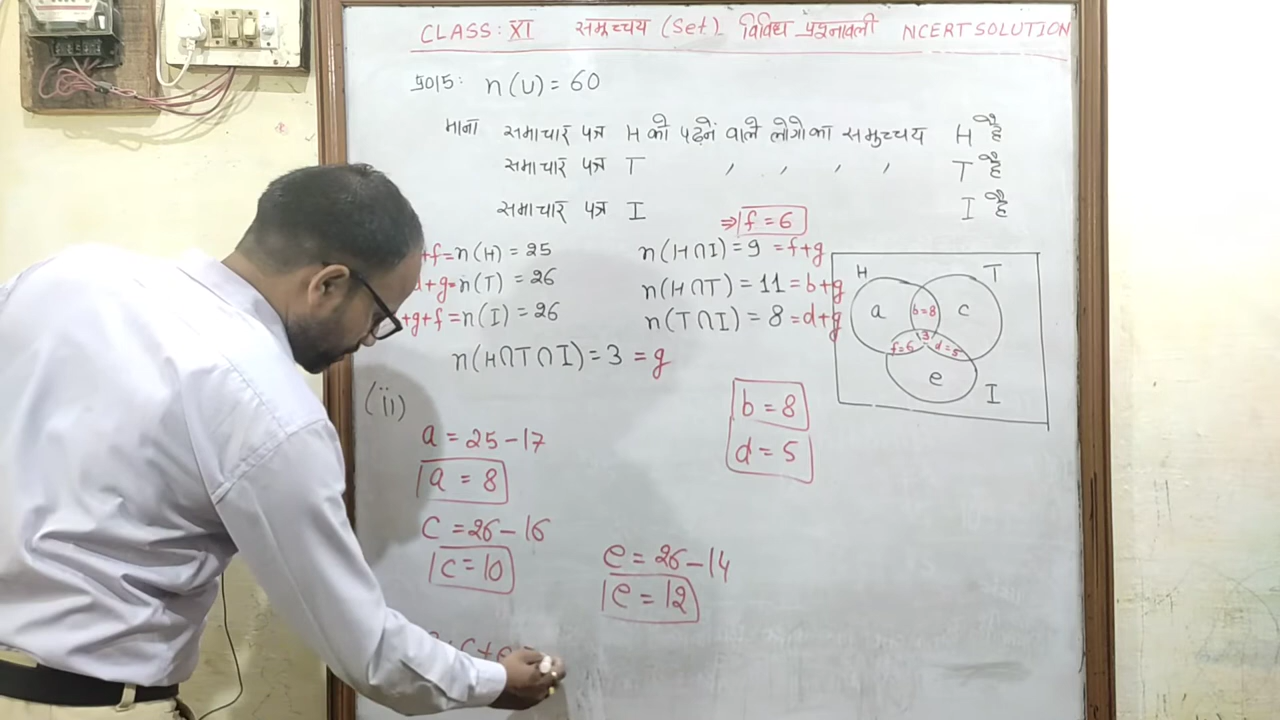 CLASS: XI समुच्चय (Set) विविध प्रश्नावली NCERT SOLUTION
प्र015: n(U) = 60
माना समाचार पत्र H को पढ़नें वाले लोगो का समुच्चय H है
समाचार पत्र T , , , , T है
समाचार पत्र I I है
⇒ f = 6
+f = n(H) = 25
n(H∩I) = 9 = f+g
d+g = n(T) = 26
n(H∩T) = 11 = b+g
+g+f = n(I) = 26
n(T∩I) = 8 = d+g
n(H∩T∩I) = 3 = g
H T
a b=8 c
3
f=6 d=5
e I
(ii)
a = 25-17
a = 8
b = 8
d = 5
c = 26-16
c = 10
e = 26-14
e = 12
c+e